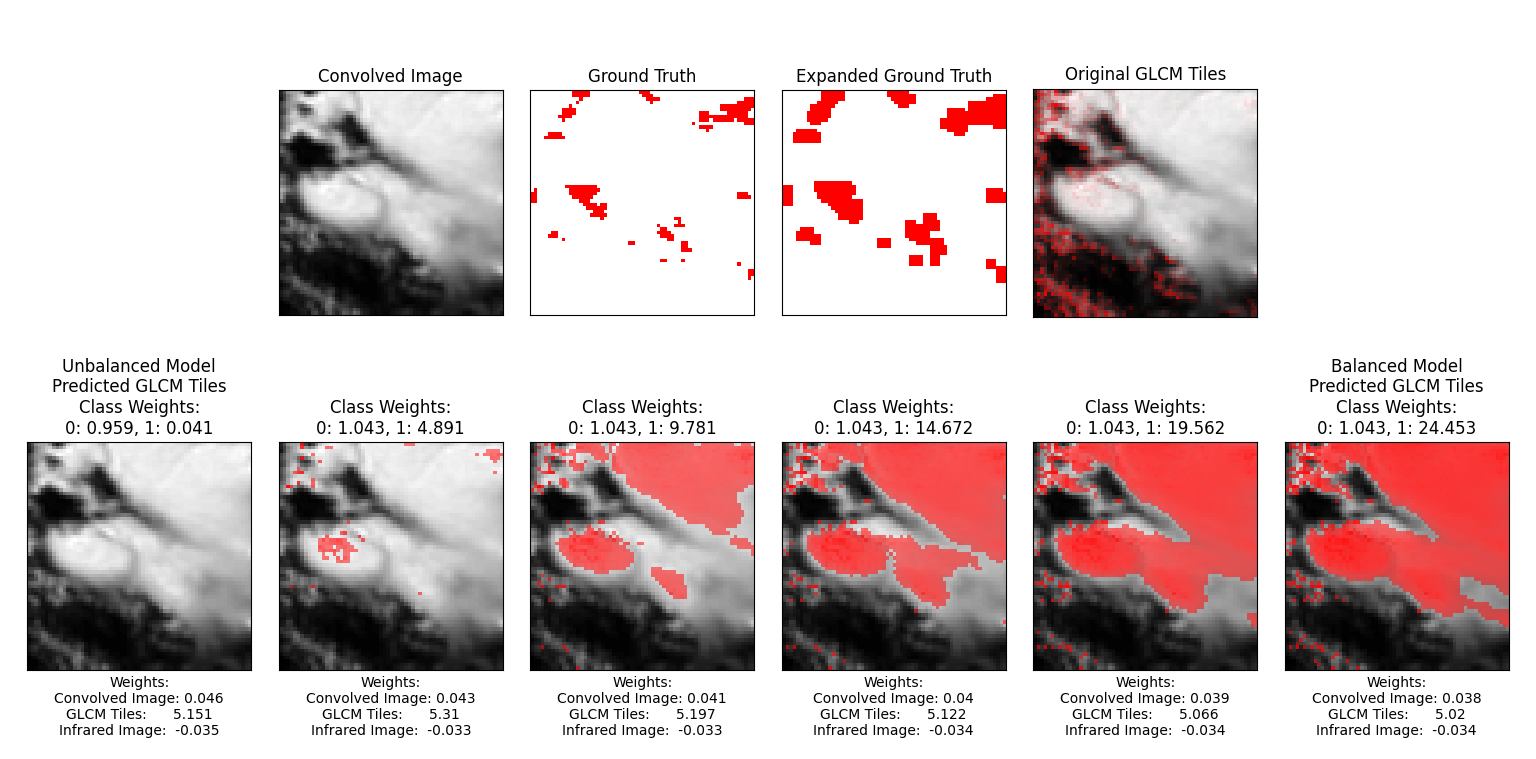 Convolved Image
Ground Truth
Expanded Ground Truth
Original GLCM Tiles
Unbalanced Model
Predicted GLCM Tiles
Class Weights:
0: 0.959, 1: 0.041
Class Weights:
0: 1.043, 1: 4.891
Class Weights:
0: 1.043, 1: 9.781
Class Weights:
0: 1.043, 1: 14.672
Class Weights:
0: 1.043, 1: 19.562
Balanced Model
Predicted GLCM Tiles
Class Weights:
0: 1.043, 1: 24.453
Weights:
Convolved Image: 0.046
GLCM Tiles: 5.151
Infrared Image: -0.035
Weights:
Convolved Image: 0.043
GLCM Tiles: 5.31
Infrared Image: -0.033
Weights:
Convolved Image: 0.041
GLCM Tiles: 5.197
Infrared Image: -0.033
Weights:
Convolved Image: 0.04
GLCM Tiles: 5.122
Infrared Image: -0.034
Weights:
Convolved Image: 0.039
GLCM Tiles: 5.066
Infrared Image: -0.034
Weights:
Convolved Image: 0.038
GLCM Tiles: 5.02
Infrared Image: -0.034